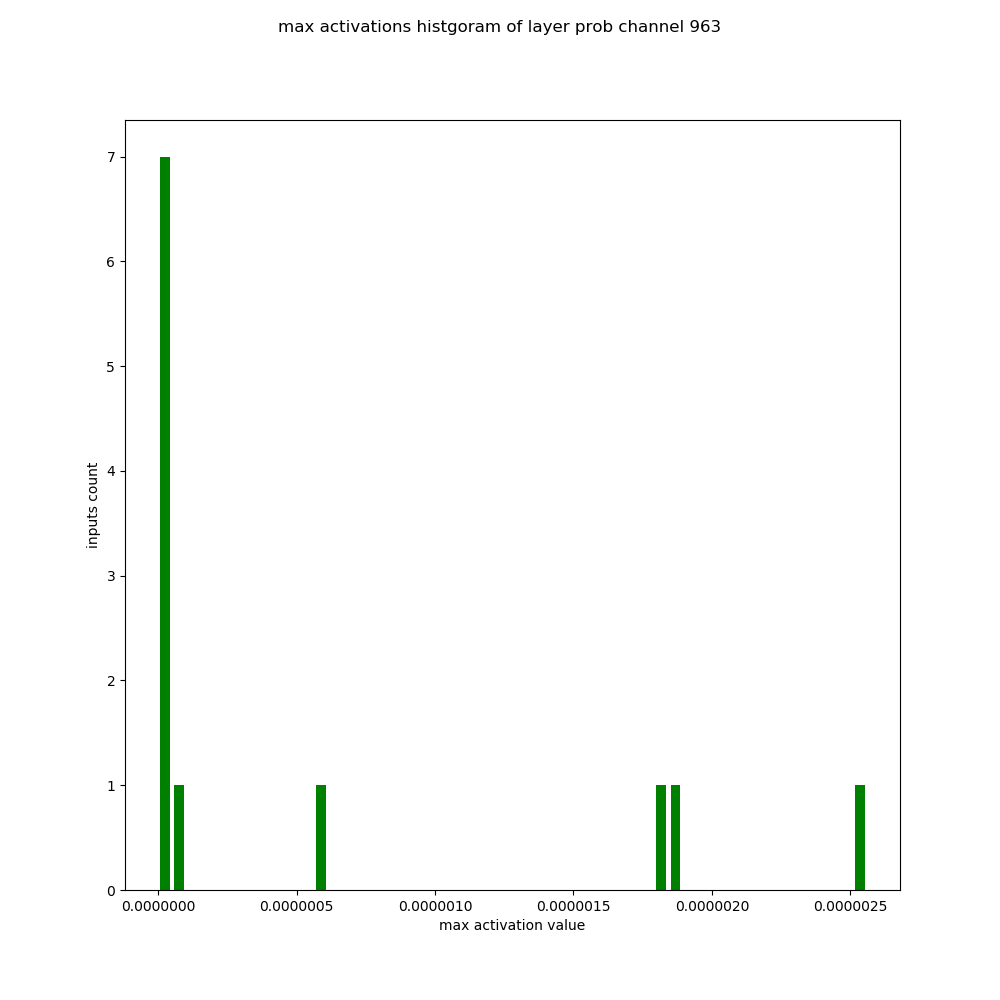 max activations histgoram of layer prob channel 963
7
6
5
4
3
2
1
0
inputs count
0.0000000 0.0000005 0.0000010 0.0000015 0.0000020 0.0000025
max activation value